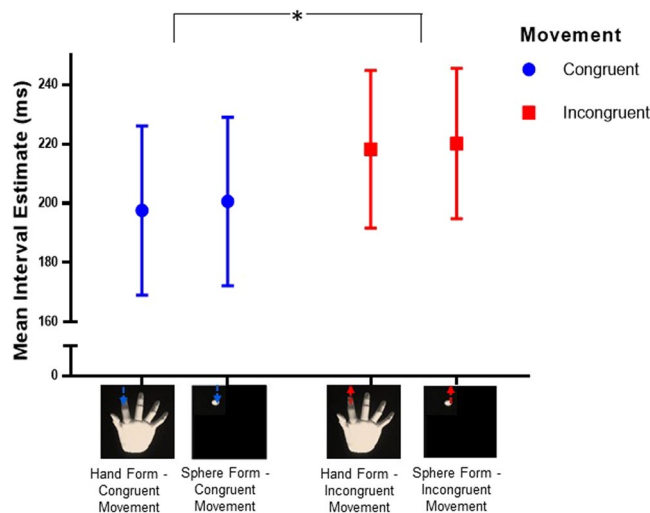 *
Movement
Congruent
Incongruent
Mean Interval Estimate (ms)
240
220
200
180
160
0
Hand Form -
Congruent
Movement
Sphere Form -
Congruent
Movement
Hand Form -
Incongruent
Movement
Sphere Form -
Incongruent
Movement